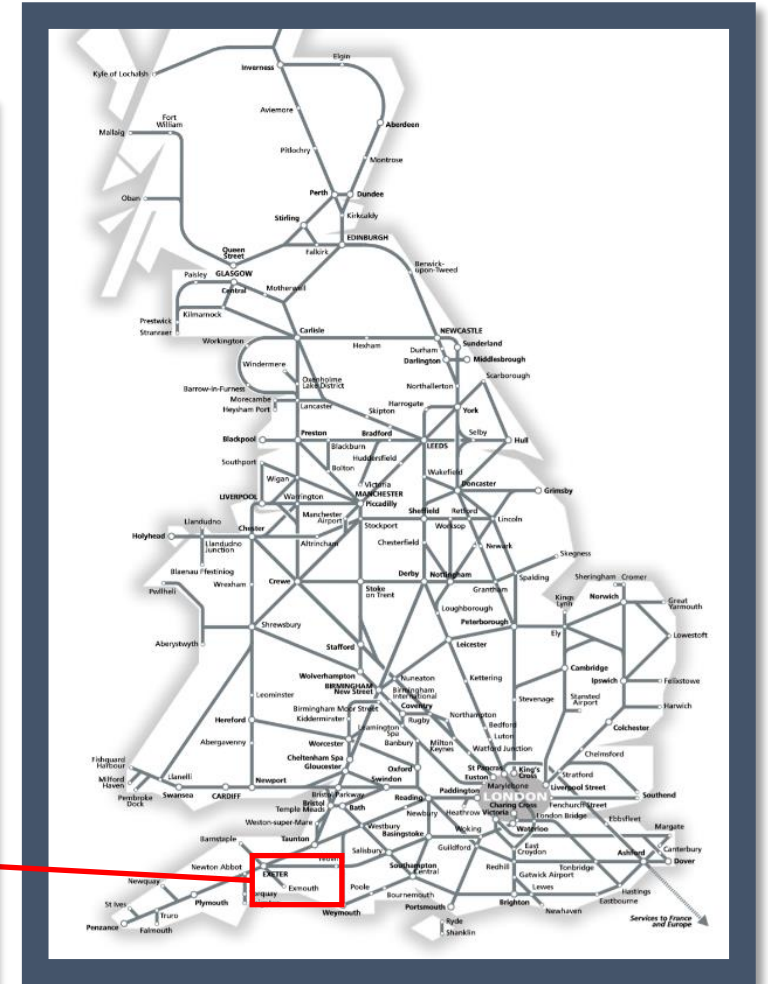 Elgin
Inverness
Kyle of Lochalsh
Aviemore
Fort
William
Mallaig
Aberdeen
Pitlochry
Montrose
Perth
Dundee
Oban
Stirling
Kirkcaldy
EDINBURGH
Queen
Street
Falkirk
Berwick-
upon-Tweed
Paisley
GLASGOW
Central
Motherwell
Prestwick
Kilmarnock
Stranraer
Carlisle
NEWCASTLE
Workington
Hexham
Durham
Sunderland
Darlington
Middlesbrough
Windermere
Scarborough
Oxenholme
Lake District
Barrow-in-Furness
Northallerton
Morecambe
Heysham Port
Lancaster
Harrogate
York
Skipton
Blackpool
Preston
Bradford
Selby
Hull
Blackburn
LEEDS
Huddersfield
Southport
Bolton
Wakefield
Wigan
Victoria
Doncaster
Grimsby
LIVERPOOL
Warrington
MANCHESTER
Piccadilly
Manchester
Airport
Sheffield
Retford
Lincoln
Llandudno
Chester
Stockport
Worksop
Holyhead
Llandudno
Junction
Altrincham
Chesterfield
Newark
Skegness
Blaenau Ffestiniog
Wrexham
Crewe
Stoke
on Trent
Derby
Nottingham
Grantham
Spalding
Sheringham
Cromer
Pwllheli
Kings
Lynn
Norwich
Great
Yarmouth
Loughborough
Shrewsbury
Peterborough
Ely
Lowestoft
Aberystwyth
Stafford
Leicester
Wolverhampton
BIRMINGHAM
New Street
Nuneaton
Birmingham
International
Kettering
Cambridge
Ipswich
Felixstowe
Leominster
Birmingham Moor Street
Coventry
Stevenage
Stansted
Airport
Harwich
Kidderminster
Rugby
Northampton
Hereford
Leamington
Spa
Bedford
Colchester
Worcester
Banbury
Milton
Keynes
Luton
Abergavenny
Watford Junction
Chelmsford
Cheltenham Spa
Gloucester
Oxford
St Pancras
King's
Cross
Fishguard
Harbour
Euston
Stratford
Milford
Haven
Llanelli
Newport
Swindon
Paddington
Marylebone
Liverpool Street
Pembroke
Dock
Swansea
CARDIFF
Bristol Parkway
Reading
LONDON
Southend
Bristol
Temple Meads
Bath
Newbury
Heathrow
Charing Cross
Victoria
Fenchurch Street
London Bridge
Ebbsfleet
Weston-super-Mare
Westbury
Basingstoke
Woking
Waterloo
Margate
Barnstaple
Taunton
Salisbury
Guildford
East
Croydon
Canterbury
Ashford
Dover
Newton Abbot
Southampton
Central
Redhill
Gatwick Airport
Tonbridge
EXETER
Exmouth
Newquay
Poole
Bournemouth
Lewes
Hastings
St Ives
Truro
Plymouth
Weymouth
Portsmouth
Brighton
Newhaven
Eastbourne
Penzance
Falmouth
Ryde
Shanklin
Services to France
and Europe